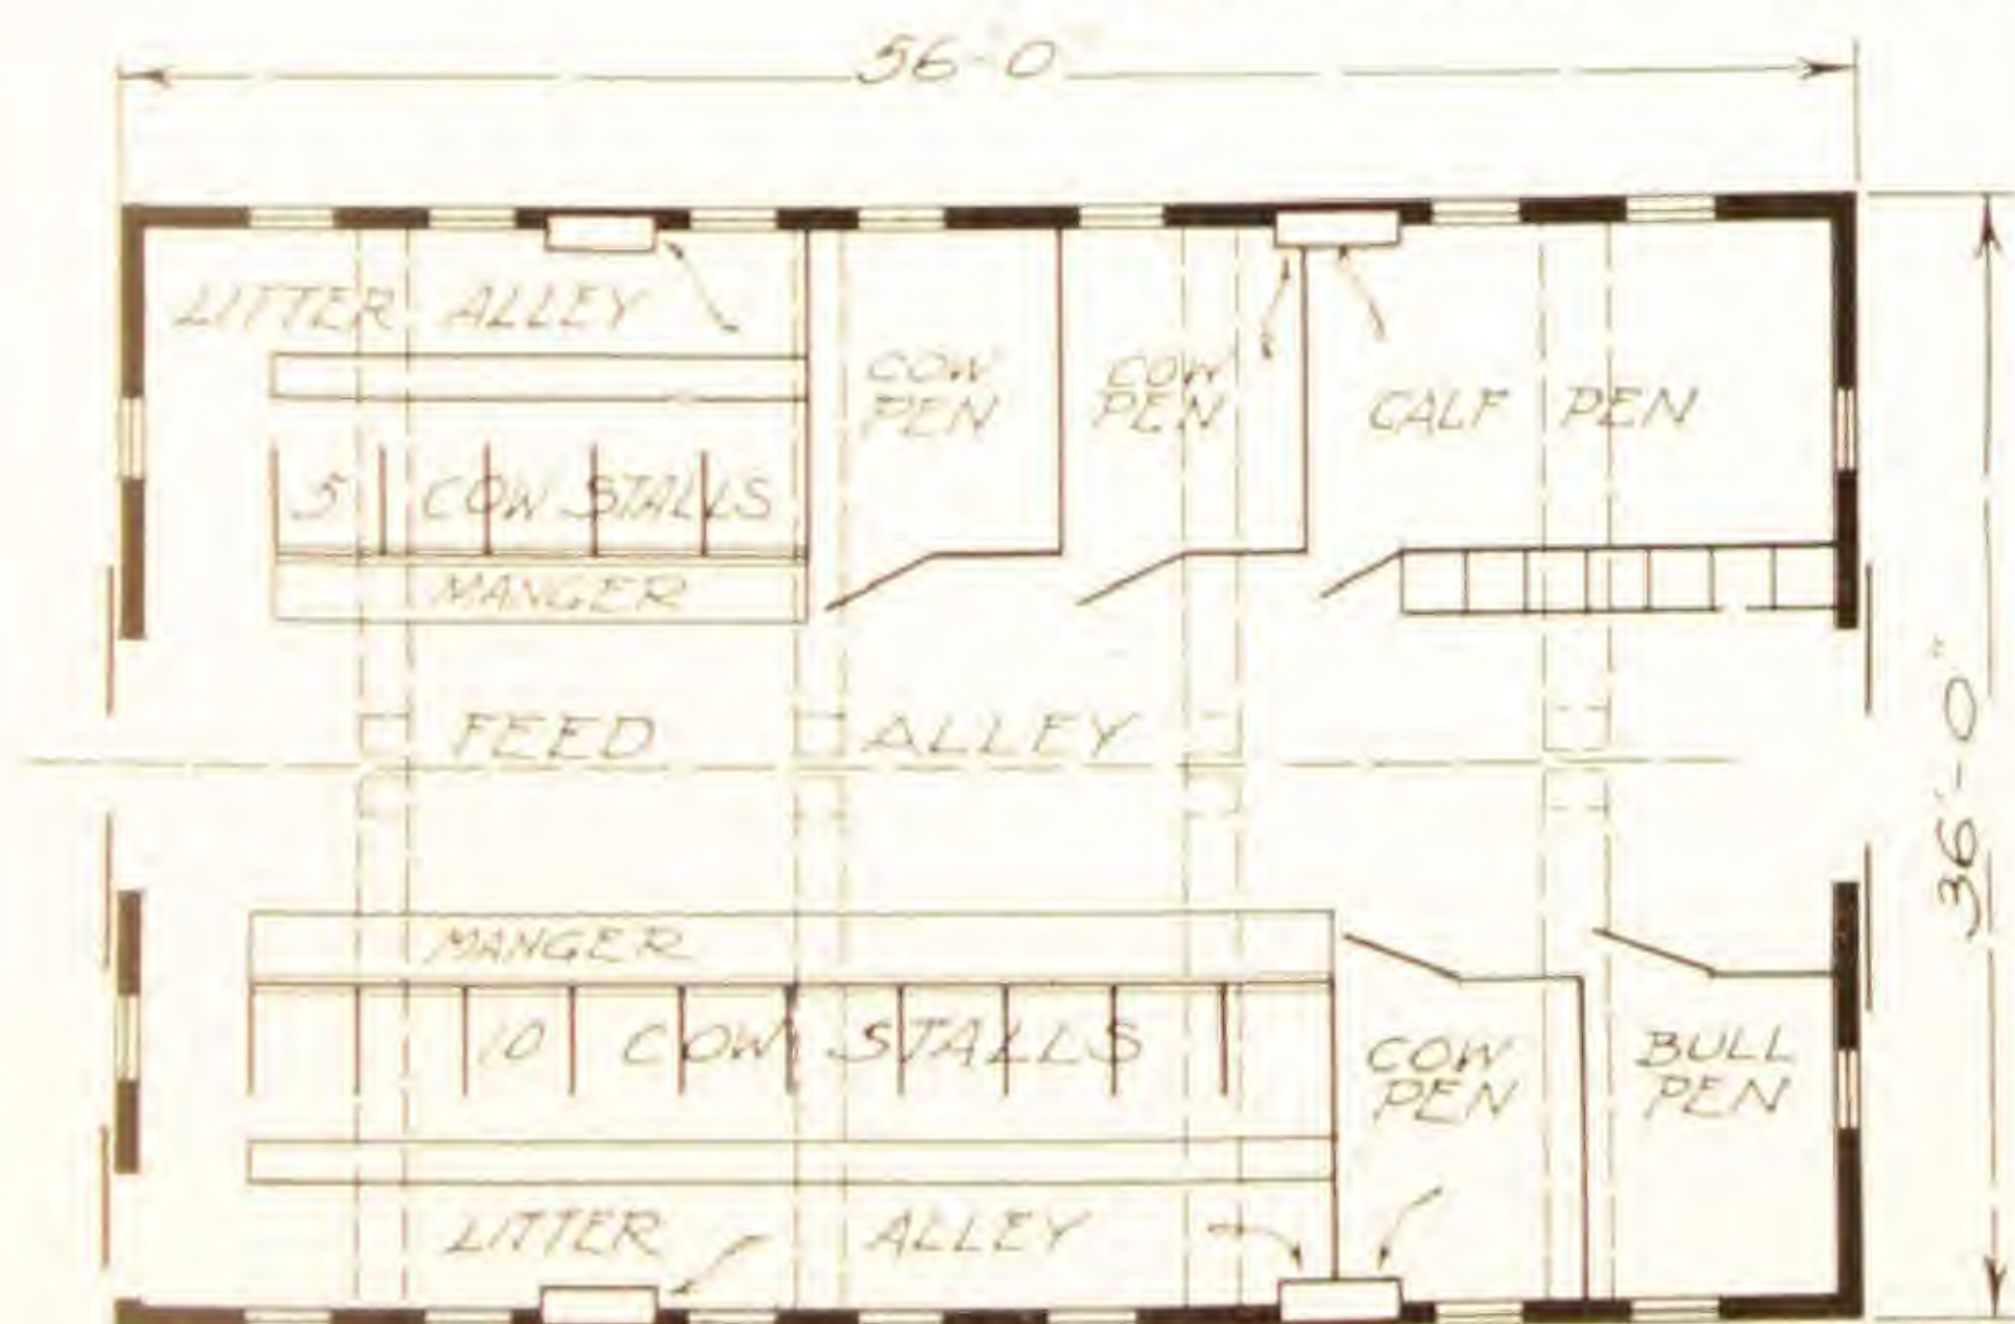 56'-0"
LITTER ALLEY
COW
PEN
COW
PEN
CALF PEN
5 COW STALLS
MANGER
FEED ALLEY
36'-0"
MANGER
10 COW STALLS
COW
PEN
BULL
PEN
LITTER ALLEY